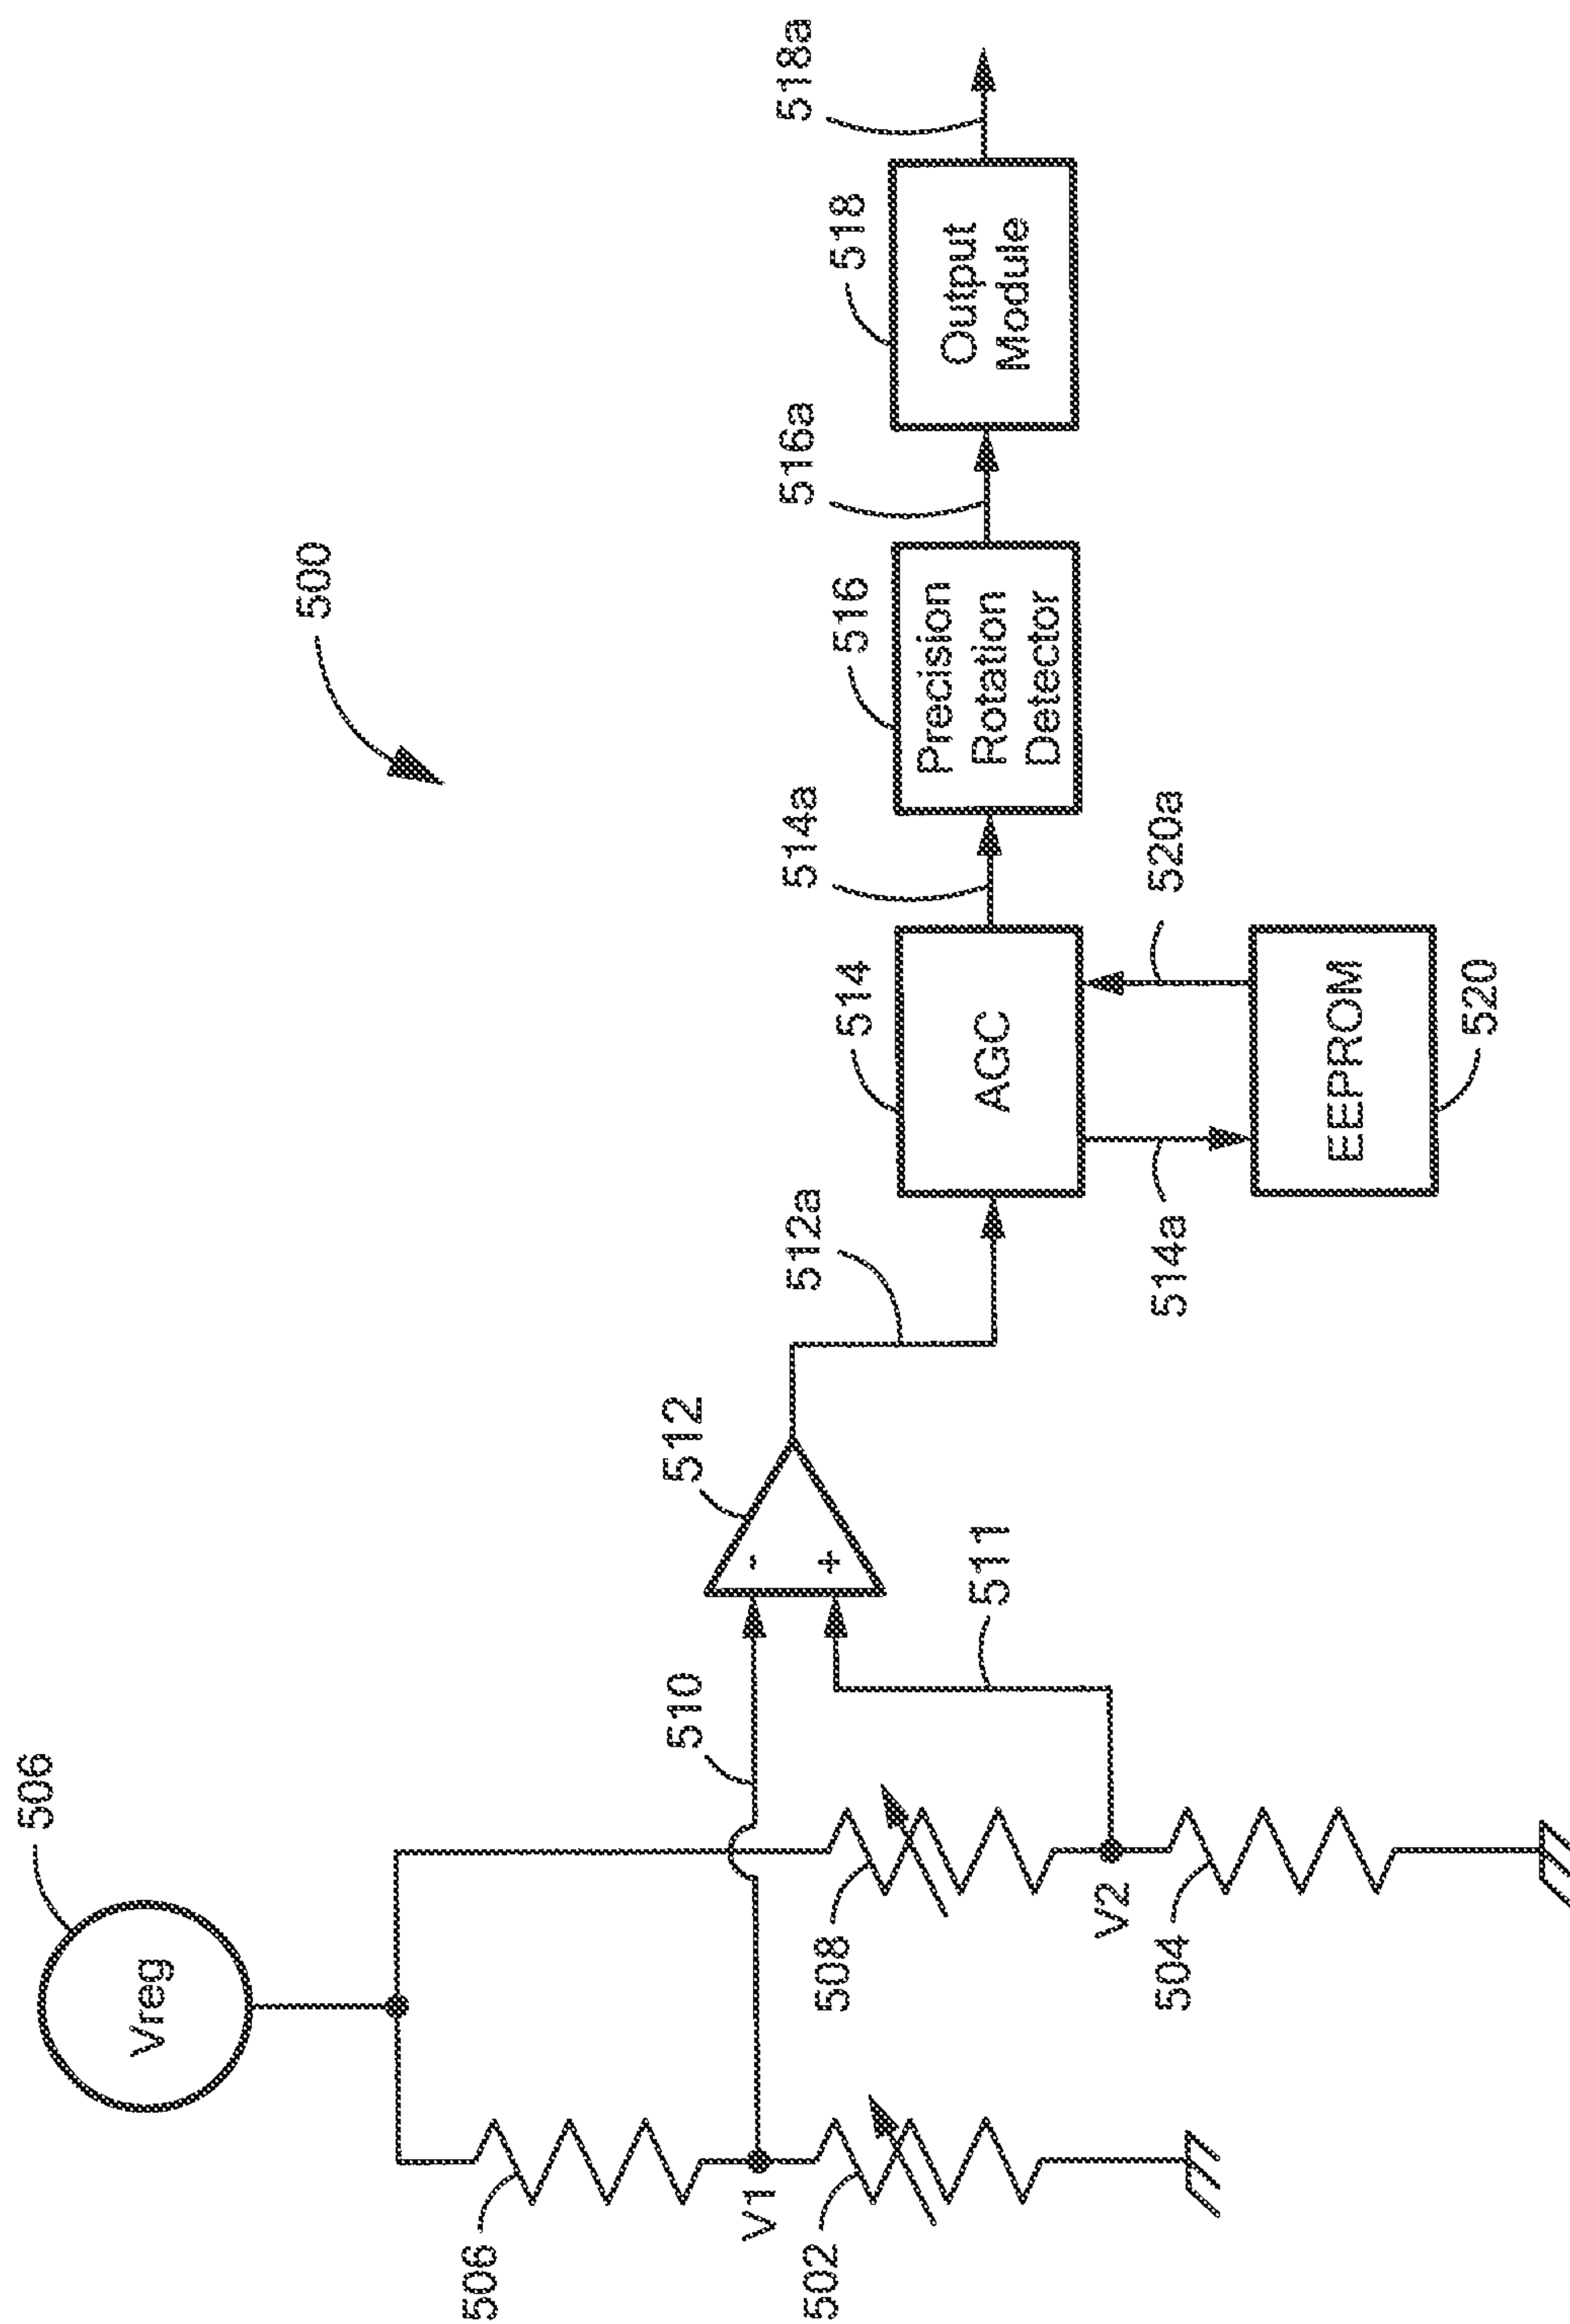 500
506
Vreg
506
V1
502
508
V2
504
510
511
512
-
+
512a
514
AGC
514a
514a
520a
EEPROM
520
516
Precision
Rotation
Detector
516a
518
Output
Module
518a